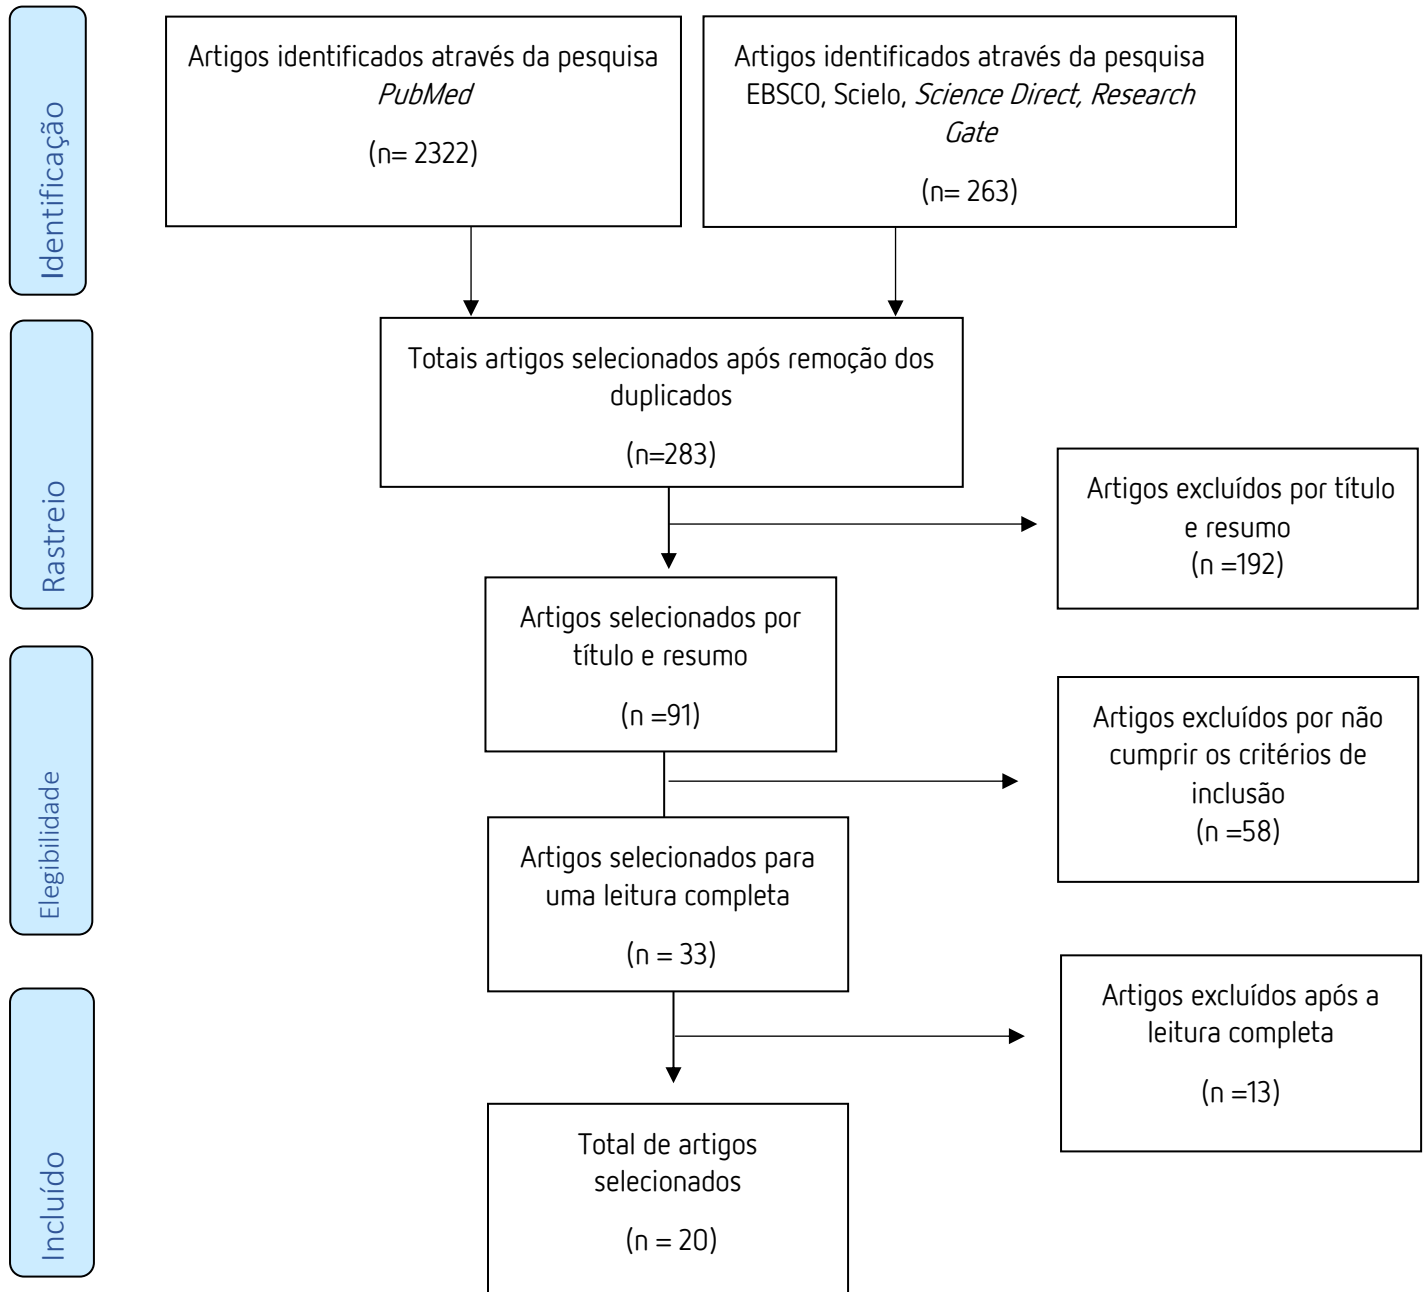 Identificação
Artigos identificados através da pesquisa
PubMed
(n= 2322)
Artigos identificados através da pesquisa
EBSCO, Scielo, Science Direct, Research
Gate
(n= 263)
Rastreio
Totais artigos selecionados após remoção dos
duplicados
(n=283)
Artigos excluídos por título
e resumo
(n =192)
Artigos selecionados por
título e resumo
(n =91)
Elegibilidade
Artigos excluídos por não
cumprir os critérios de
inclusão
(n =58)
Artigos selecionados para
uma leitura completa
(n = 33)
Incluído
Artigos excluídos após a
leitura completa
(n =13)
Total de artigos
selecionados
(n = 20)